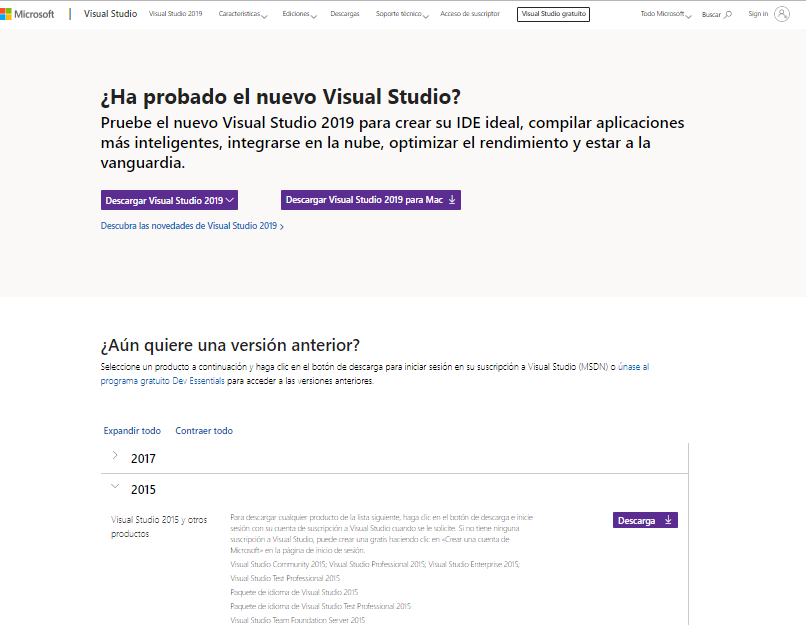 Microsoft
Visual Studio
Visual Studio 2019
Características
Ediciones
Descargas
Soporte técnico
Acceso de suscriptor
Visual Studio gratuito
Todo Microsoft
Buscar
Sign in
¿Ha probado el nuevo Visual Studio?
Pruebe el nuevo Visual Studio 2019 para crear su IDE ideal, compilar aplicaciones
más inteligentes, integrarse en la nube, optimizar el rendimiento y estar a la
vanguardia.
Descargar Visual Studio 2019
Descargar Visual Studio 2019 para Mac
Descubra las novedades de Visual Studio 2019
¿Aún quiere una versión anterior?
Seleccione un producto a continuación y haga clic en el botón de descarga para iniciar sesión en su suscripción a Visual Studio (MSDN) o únase al
programa gratuito Dev Essentials para acceder a las versiones anteriores.
Expandir todo
Contraer todo
2017
2015
Visual Studio 2015 y otros
productos
Para descargar cualquier producto de la lista siguiente, haga clic en el botón de descarga e inicie
sesión con su cuenta de suscripción a Visual Studio cuando se le solicite. Si no tiene ninguna
suscripción a Visual Studio, puede crear una gratis haciendo clic en «Crear una cuenta de
Microsoft» en la página de inicio de sesión.
Visual Studio Community 2015; Visual Studio Professional 2015; Visual Studio Enterprise 2015;
Visual Studio Test Professional 2015
Paquete de idioma de Visual Studio 2015
Paquete de idioma de Visual Studio Test Professional 2015
Visual Studio Team Foundation Server 2015
Descarga